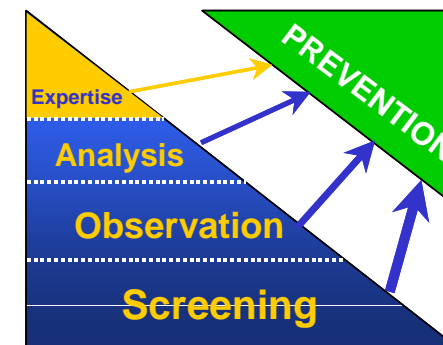 PREVENTION
Expertise
Analysis
Observation
Screening